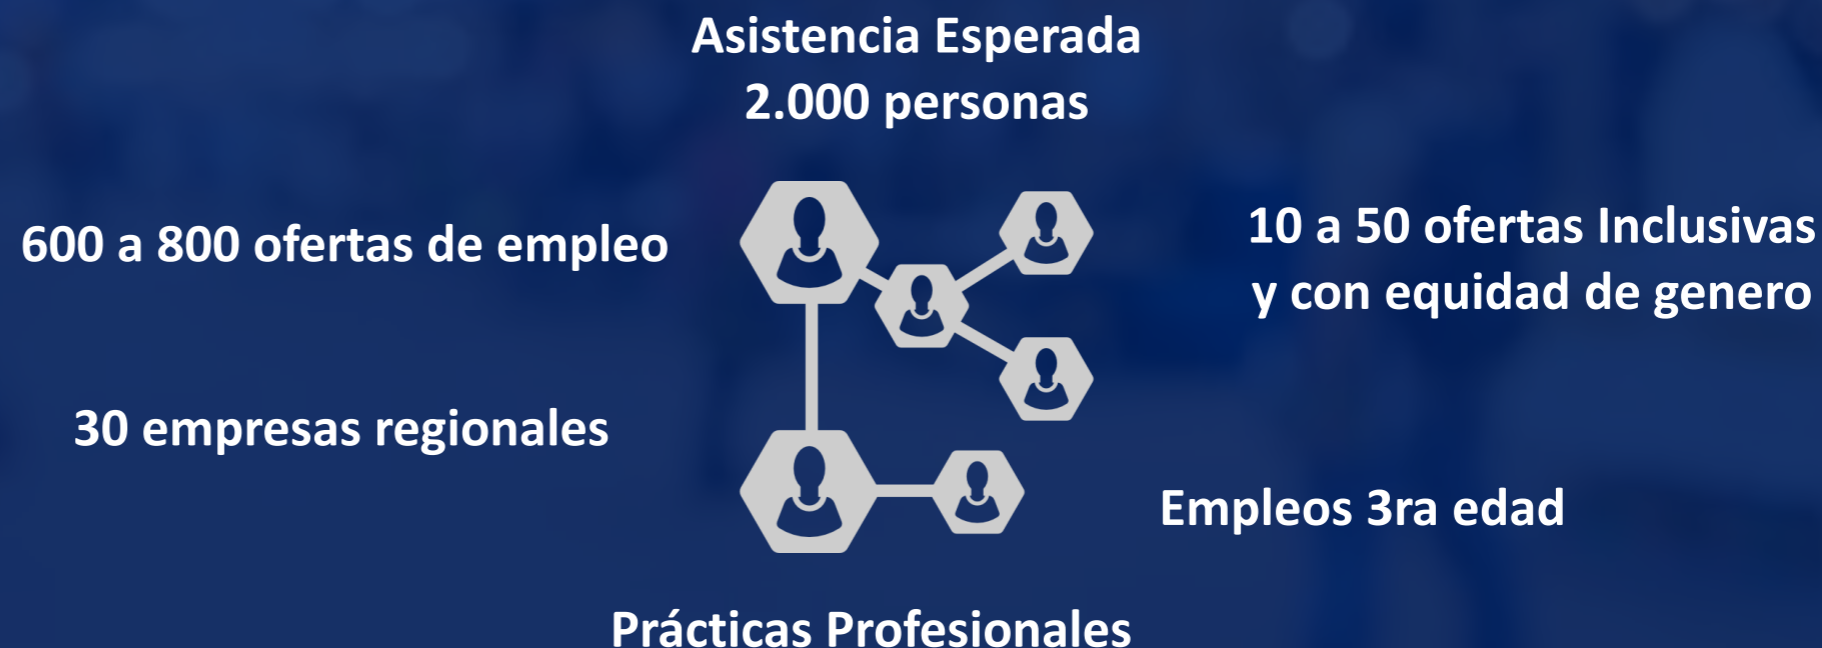 Asistencia Esperada
2.000 personas
600 a 800 ofertas de empleo
10 a 50 ofertas Inclusivas
y con equidad de genero
30 empresas regionales
Empleos 3ra edad
Prácticas Profesionales